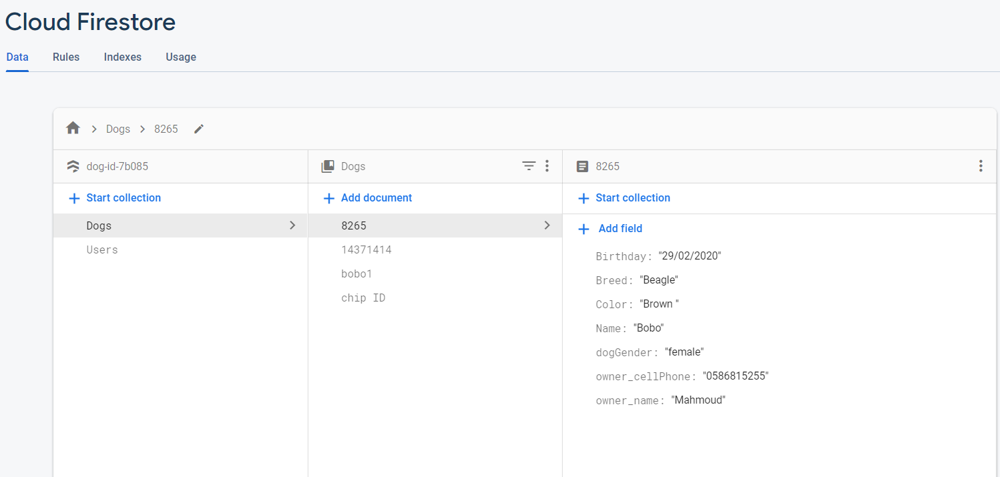 Cloud Firestore
Data Rules Indexes Usage
Dogs 8265
dog-id-7b085
Start collection
Dogs
Users
Dogs
Add document
8265
14371414
bobo1
chip ID
8265
Start collection
Add field
Birthday: "29/02/2020"
Breed: "Beagle"
Color: "Brown "
Name: "Bobo"
dogGender: "female"
owner_cellPhone: "0586815255"
owner_name: "Mahmoud"